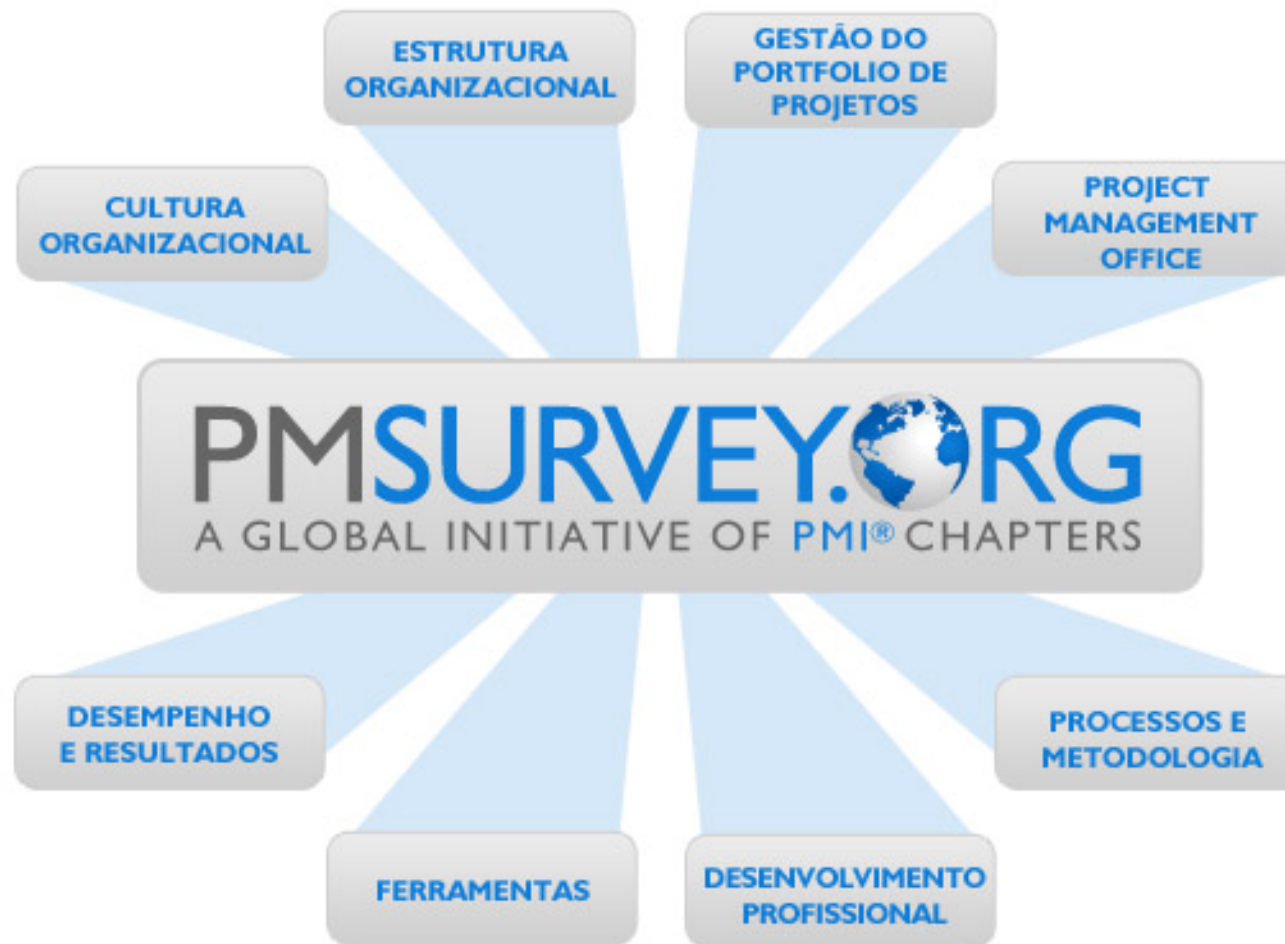 ESTRUTURA
ORGANIZACIONAL
GESTÃO DO
PORTFOLIO DE
PROJETOS
CULTURA
ORGANIZACIONAL
PROJECT
MANAGEMENT
OFFICE
PMSURVEY.ORG
A GLOBAL INITIATIVE OF PMI® CHAPTERS
DESEMPENHO
E RESULTADOS
PROCESSOS E
METODOLOGIA
FERRAMENTAS
DESENVOLVIMENTO
PROFISSIONAL